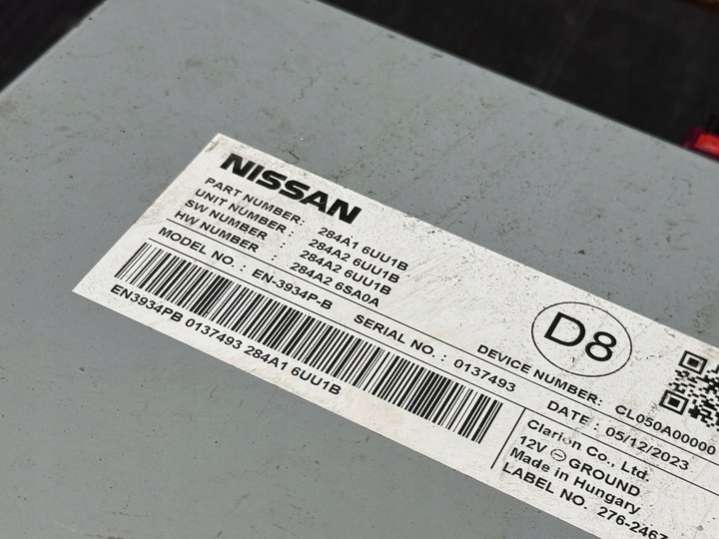 NISSAN
PART NUMBER: 284A1 6UU1B
UNIT NUMBER: 284A2 6UU1B
SW NUMBER : 284A2 6UU1B
HW NUMBER : 284A2 6SA0A
MODEL NO. : EN-3934P-B SERIAL NO. : 0137493
EN3934PB 0137493 284A1 6UU1B
D8
DEVICE NUMBER: CL050A00000
DATE : 05/12/2023
Clarion Co., Ltd.
12V ⊖ GROUND
Made in Hungary
LABEL NO. 276-2467